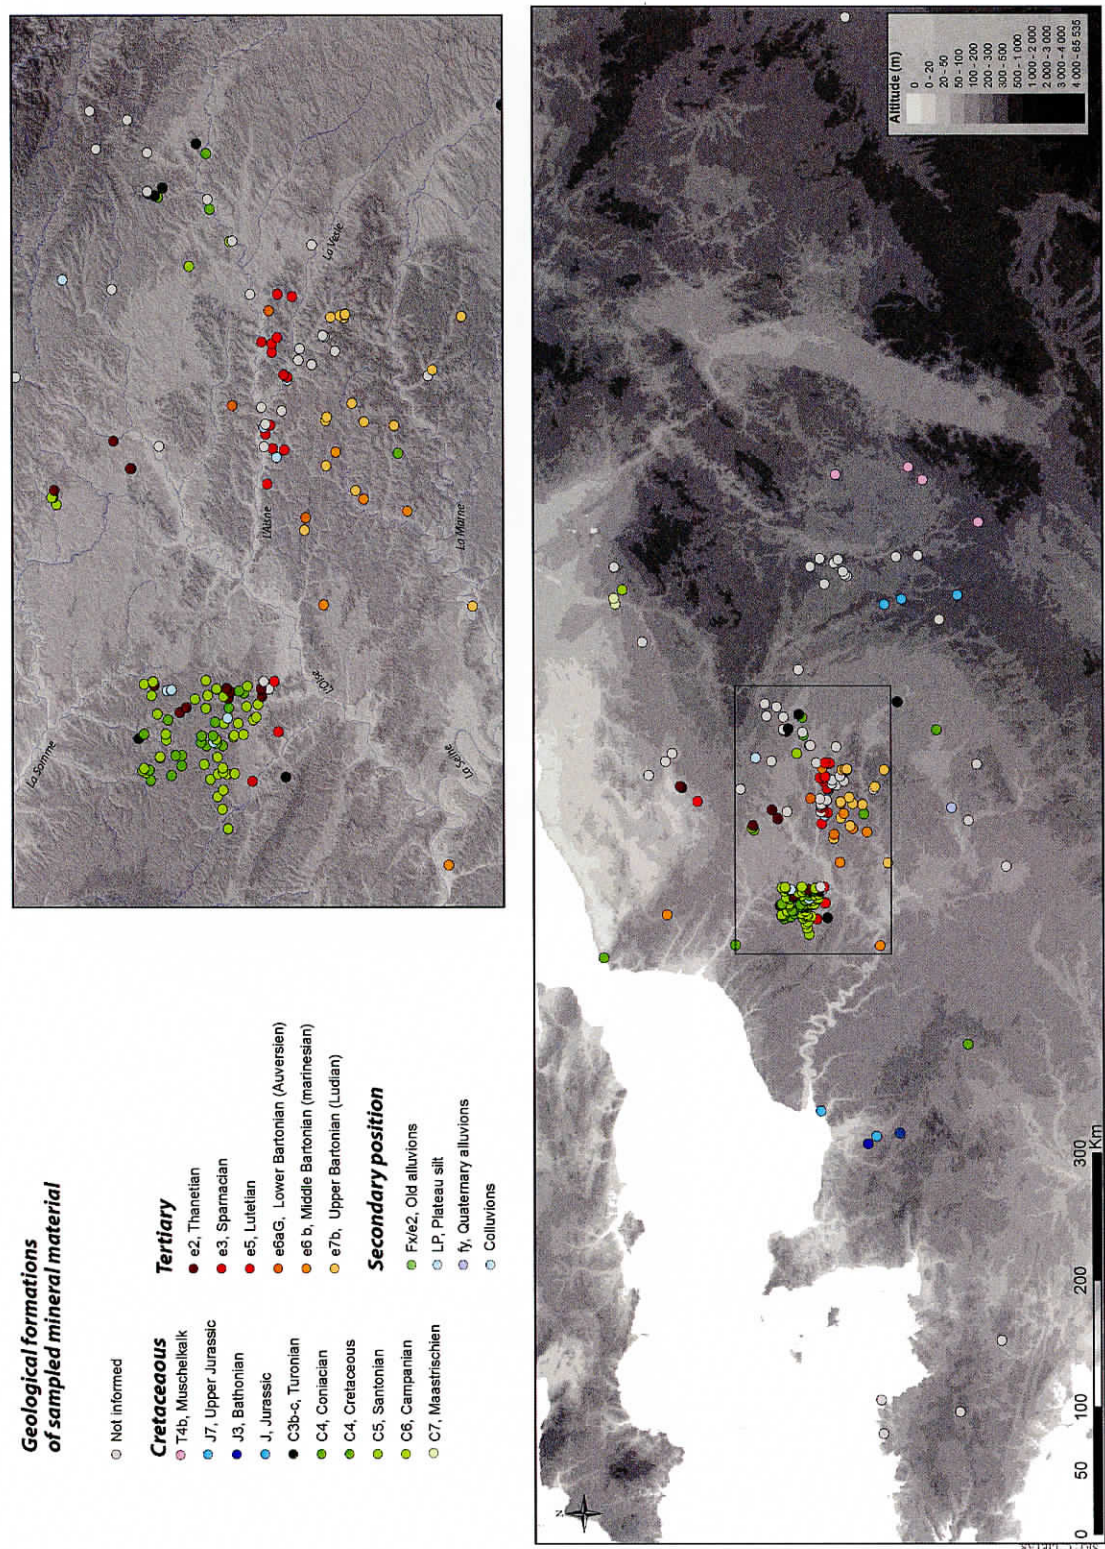 Geological formations
of sampled mineral material
Not informed
Cretaceaous
T4b, Muschelkalk
J7, Upper Jurassic
J3, Bathonian
J, Jurassic
C3b-c, Turonian
C4, Coniacian
C4, Cretaceous
C5, Santonian
C6, Campanian
C7, Maastrischien
Tertiary
e2, Thanetian
e3, Sparnacian
e5, Lutetian
e6aG, Lower Bartonian (Auversien)
e6 b, Middle Bartonian (marinesian)
e7b, Upper Bartonian (Ludian)
Secondary position
Fx/e2, Old alluvions
LP, Plateau silt
fy, Quaternary alluvions
Colluvions
La Somme
L'Oise
La Seine
L'Aisne
La Marne
La Vesle
N
0 50 100 200 300
Km
Altitude (m)
0
0 - 20
20 - 50
50 - 100
100 - 200
200 - 300
300 - 500
500 - 1 000
1 000 - 2 000
2 000 - 3 000
3 000 - 4 000
4 000 - 65 535